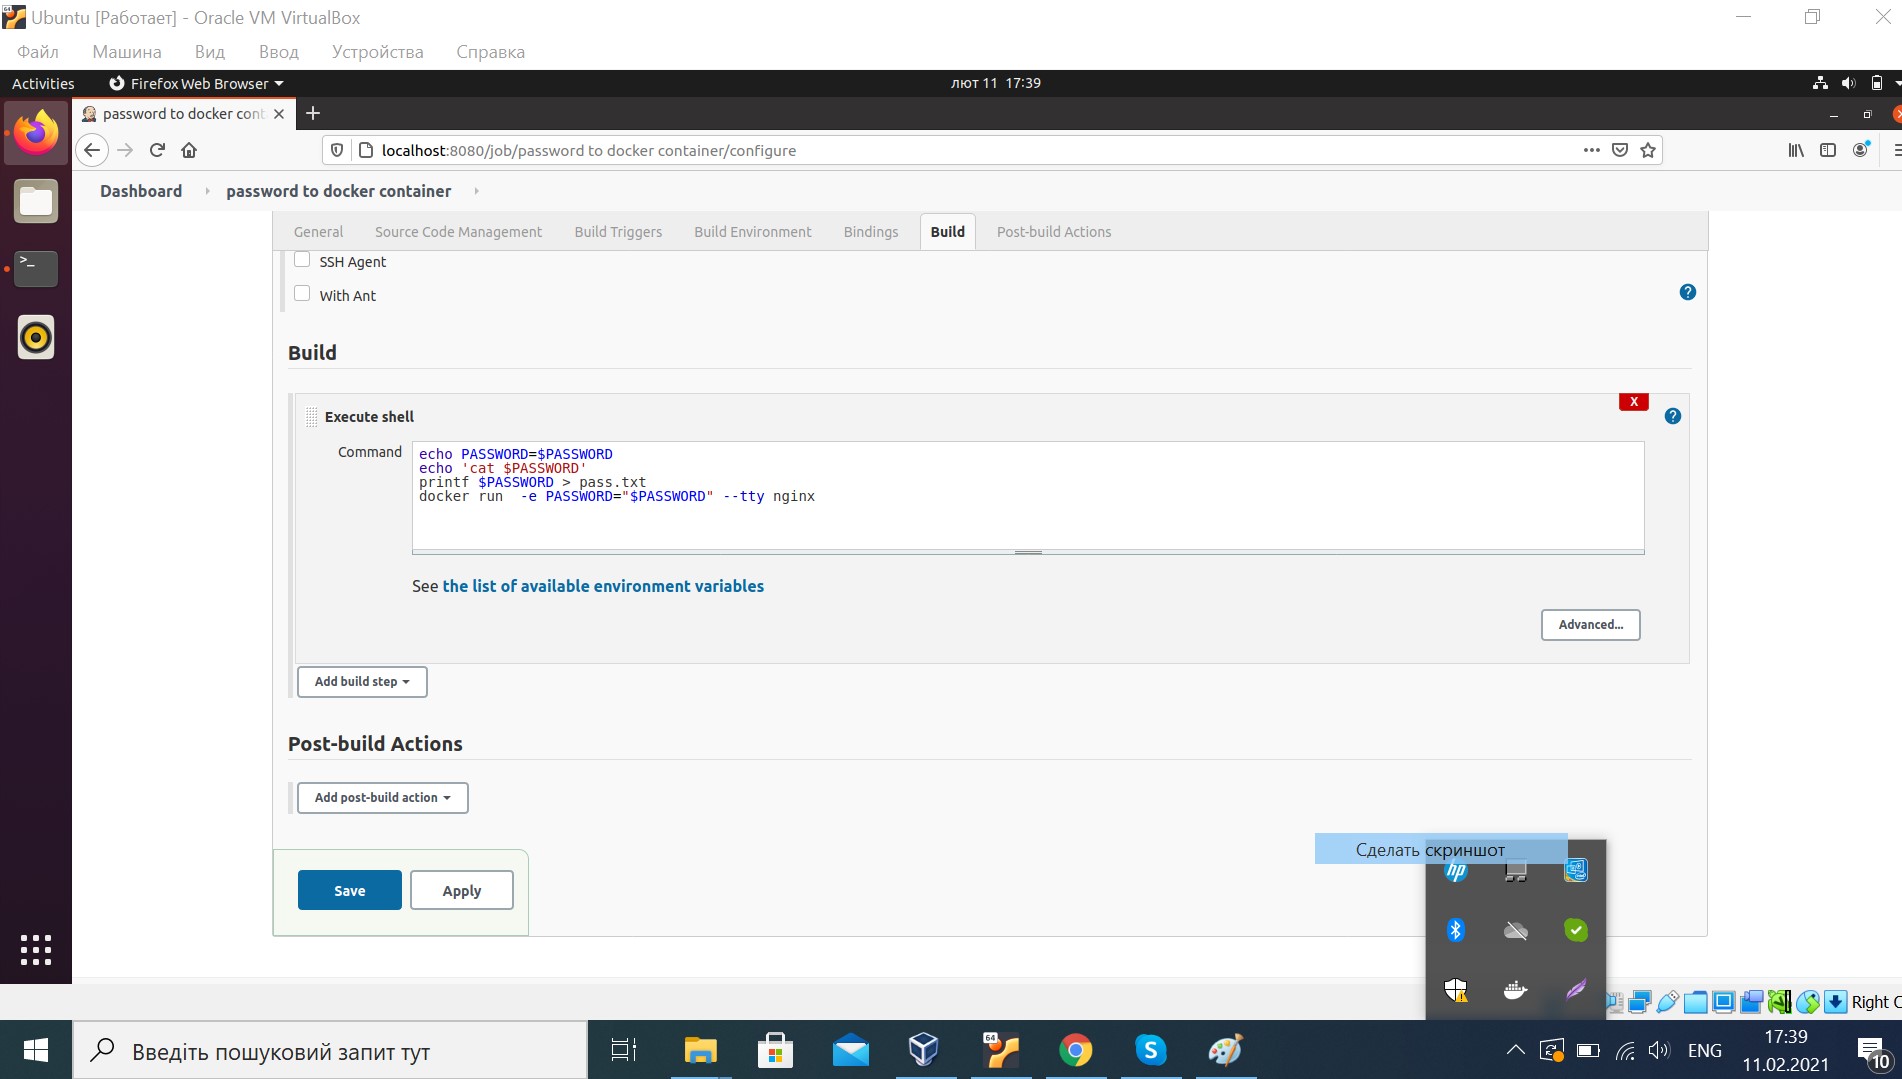 Ubuntu [Работает] - Oracle VM VirtualBox
Файл Машина Вид Ввод Устройства Справка
Activities Firefox Web Browser лют 11 17:39
password to docker cont
localhost:8080/job/password to docker container/configure
Dashboard password to docker container
General Source Code Management Build Triggers Build Environment Bindings Build Post-build Actions
SSH Agent
With Ant
Build
X
Execute shell
Command
echo PASSWORD=$PASSWORD
echo 'cat $PASSWORD'
printf $PASSWORD > pass.txt
docker run  -e PASSWORD="$PASSWORD" --tty nginx
See the list of available environment variables
Advanced...
Add build step
Post-build Actions
Add post-build action
Сделать скриншот
Save Apply
hp
Right C
Введіть пошуковий запит тут
64
S
ENG
17:39
11.02.2021
10